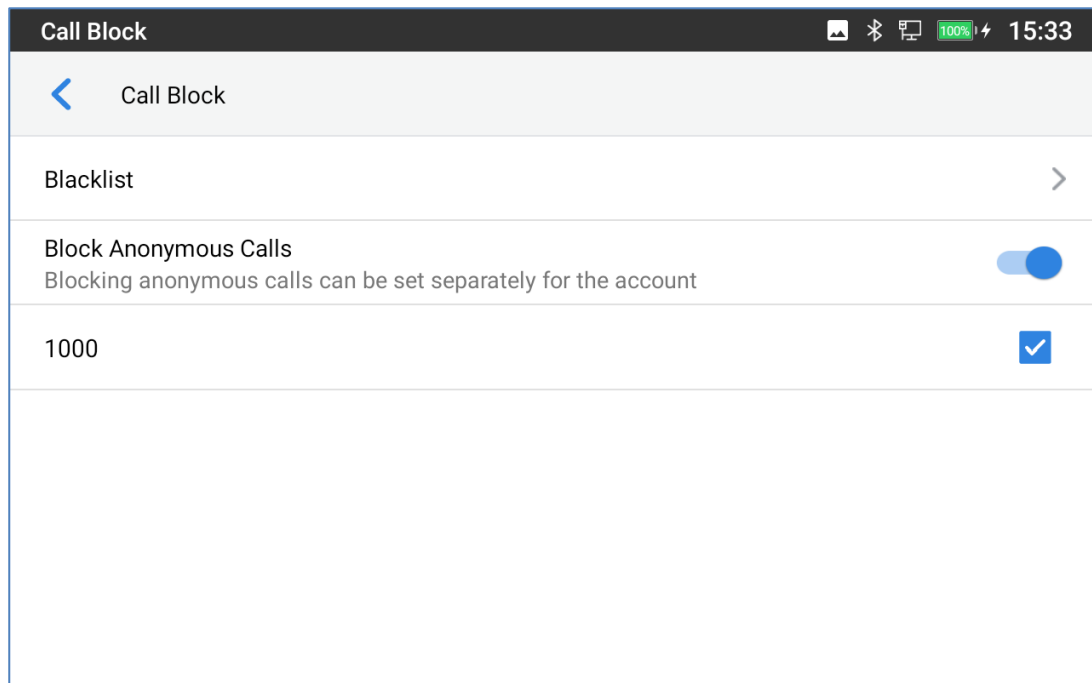 Call Block 100% 15:33
Call Block
Blacklist
Block Anonymous Calls
Blocking anonymous calls can be set separately for the account
1000